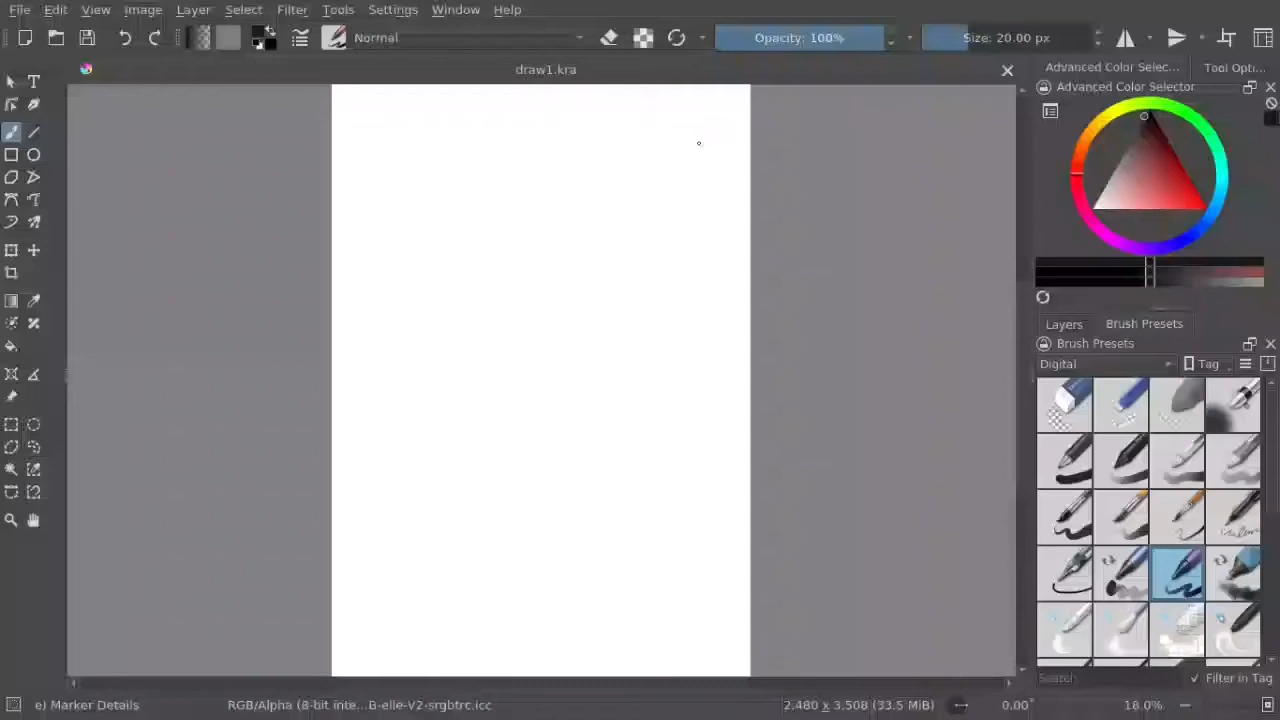 File Edit View Image Layer Select Filter Tools Settings Window Help
Normal Opacity: 100% Size: 20.00 px
draw1.kra
Advanced Color Selec... Tool Opti...
Advanced Color Selector
Layers Brush Presets
Brush Presets
Digital Tag
Search Filter in Tag
e) Marker Details RGB/Alpha (8-bit inte...B-elle-V2-srgbtrc.icc 2.480 x 3.508 (33.5 MiB) 0.00° 18.0%